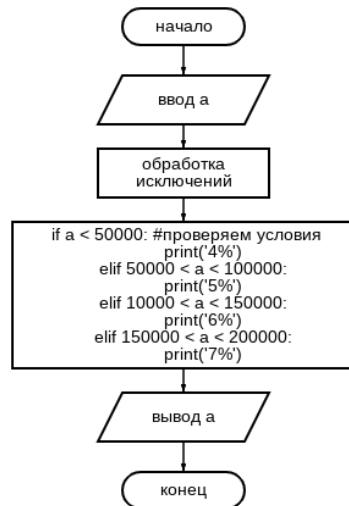 начало
ввод a
обработка
исключений
if a < 50000: #проверяем условия
print('4%')
elif 50000 < a < 100000:
print('5%')
elif 10000 < a < 150000:
print('6%')
elif 150000 < a < 200000:
print('7%')
вывод a
конец